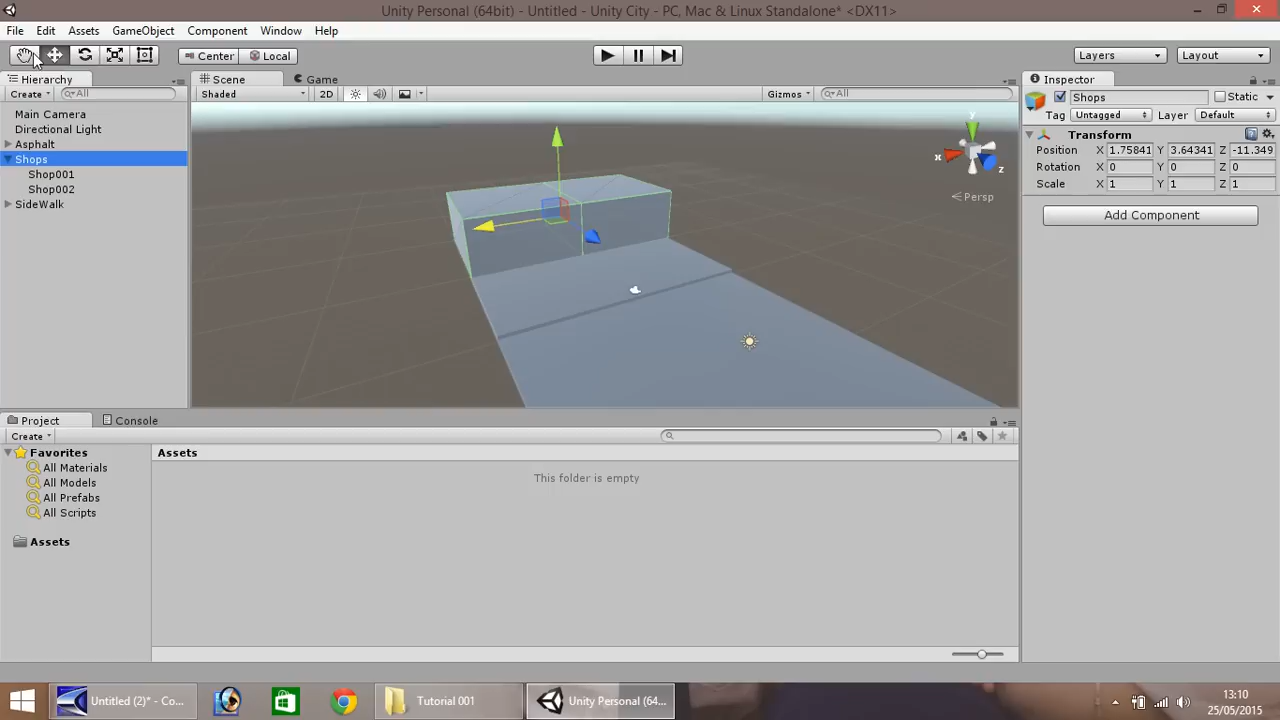 Unity Personal (64bit) - Untitled - Unity City - PC, Mac & Linux Standalone* <DX11>
File Edit Assets GameObject Component Window Help
Center Local Layers Layout
Hierarchy Scene Game Inspector
Create All Shaded 2D Gizmos All Shops Static
Main Camera Tag Untagged Layer Default
Directional Light Transform
Asphalt Position X 1.75841 Y 3.64341 Z -11.349
Shops y x z Rotation X 0 Y 0 Z 0
Shop001 Scale X 1 Y 1 Z 1
Shop002 Persp
SideWalk Add Component
Project Console
Create
Favorites Assets
All Materials This folder is empty
All Models
All Prefabs
All Scripts
Assets
Untitled (2)* - Co... Tutorial 001 Unity Personal (64... 13:10
25/05/2015